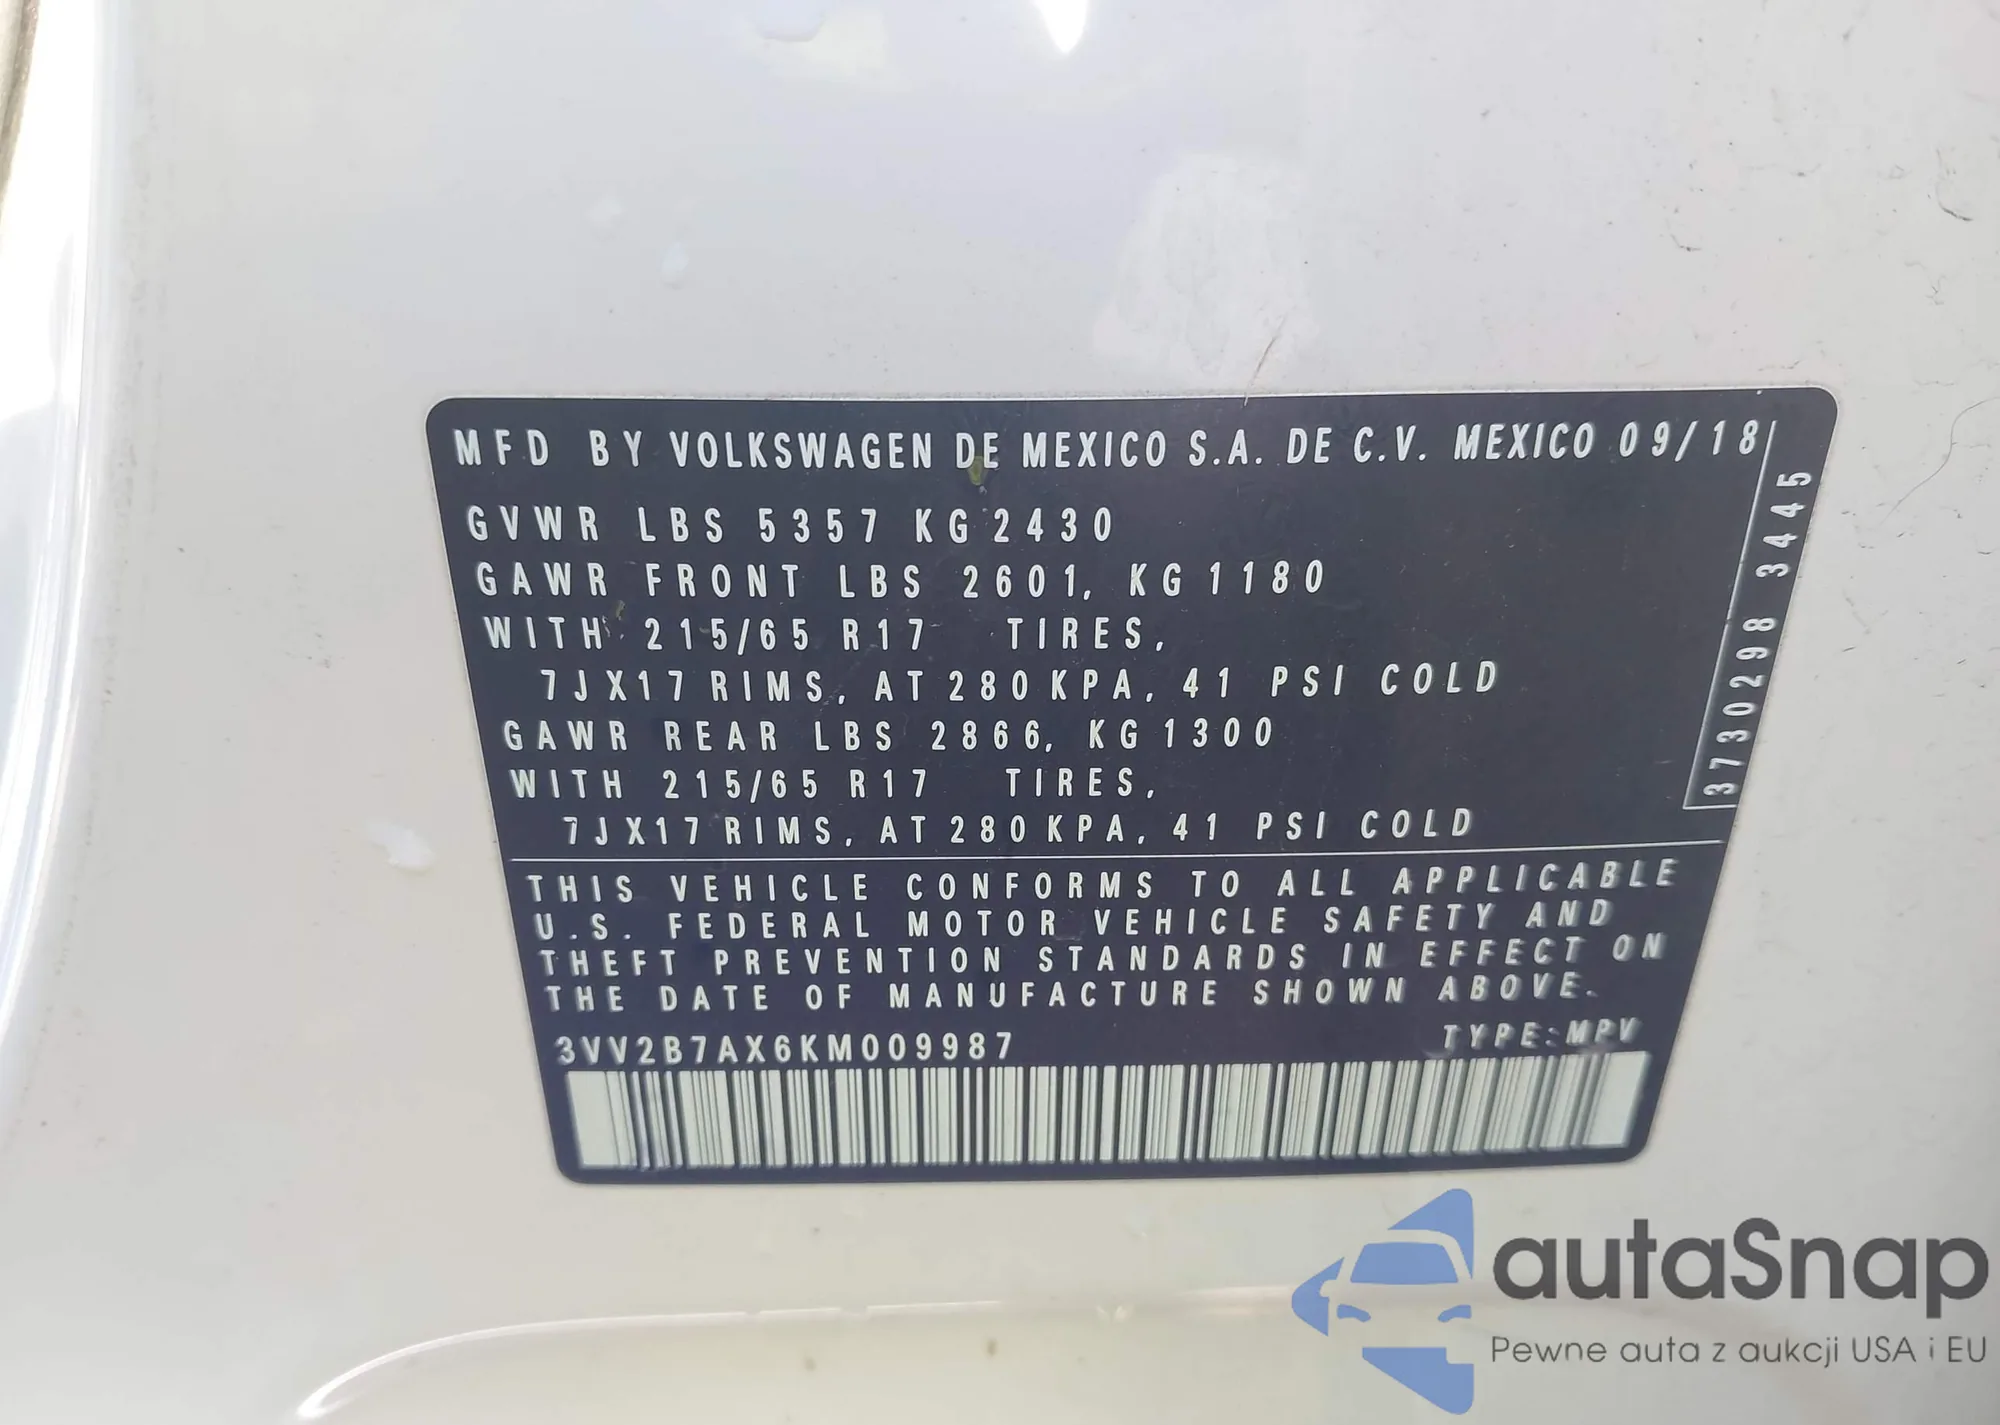 MFD BY VOLKSWAGEN DE MEXICO S.A. DE C.V. MEXICO 09/18
GVWR LBS 5357 KG 2430
GAWR FRONT LBS 2601, KG 1180
WITH 215/65 R17 TIRES,
7JX17 RIMS, AT 280 KPA, 41 PSI COLD
GAWR REAR LBS 2866, KG 1300
WITH 215/65 R17 TIRES,
7JX17 RIMS, AT 280 KPA, 41 PSI COLD
3730298 3445
THIS VEHICLE CONFORMS TO ALL APPLICABLE
U.S. FEDERAL MOTOR VEHICLE SAFETY AND
THEFT PREVENTION STANDARDS IN EFFECT ON
THE DATE OF MANUFACTURE SHOWN ABOVE.
3VV2B7AX6KM009987 TYPE: MPV
autaSnap
Pewne auta z aukcji USA i EU